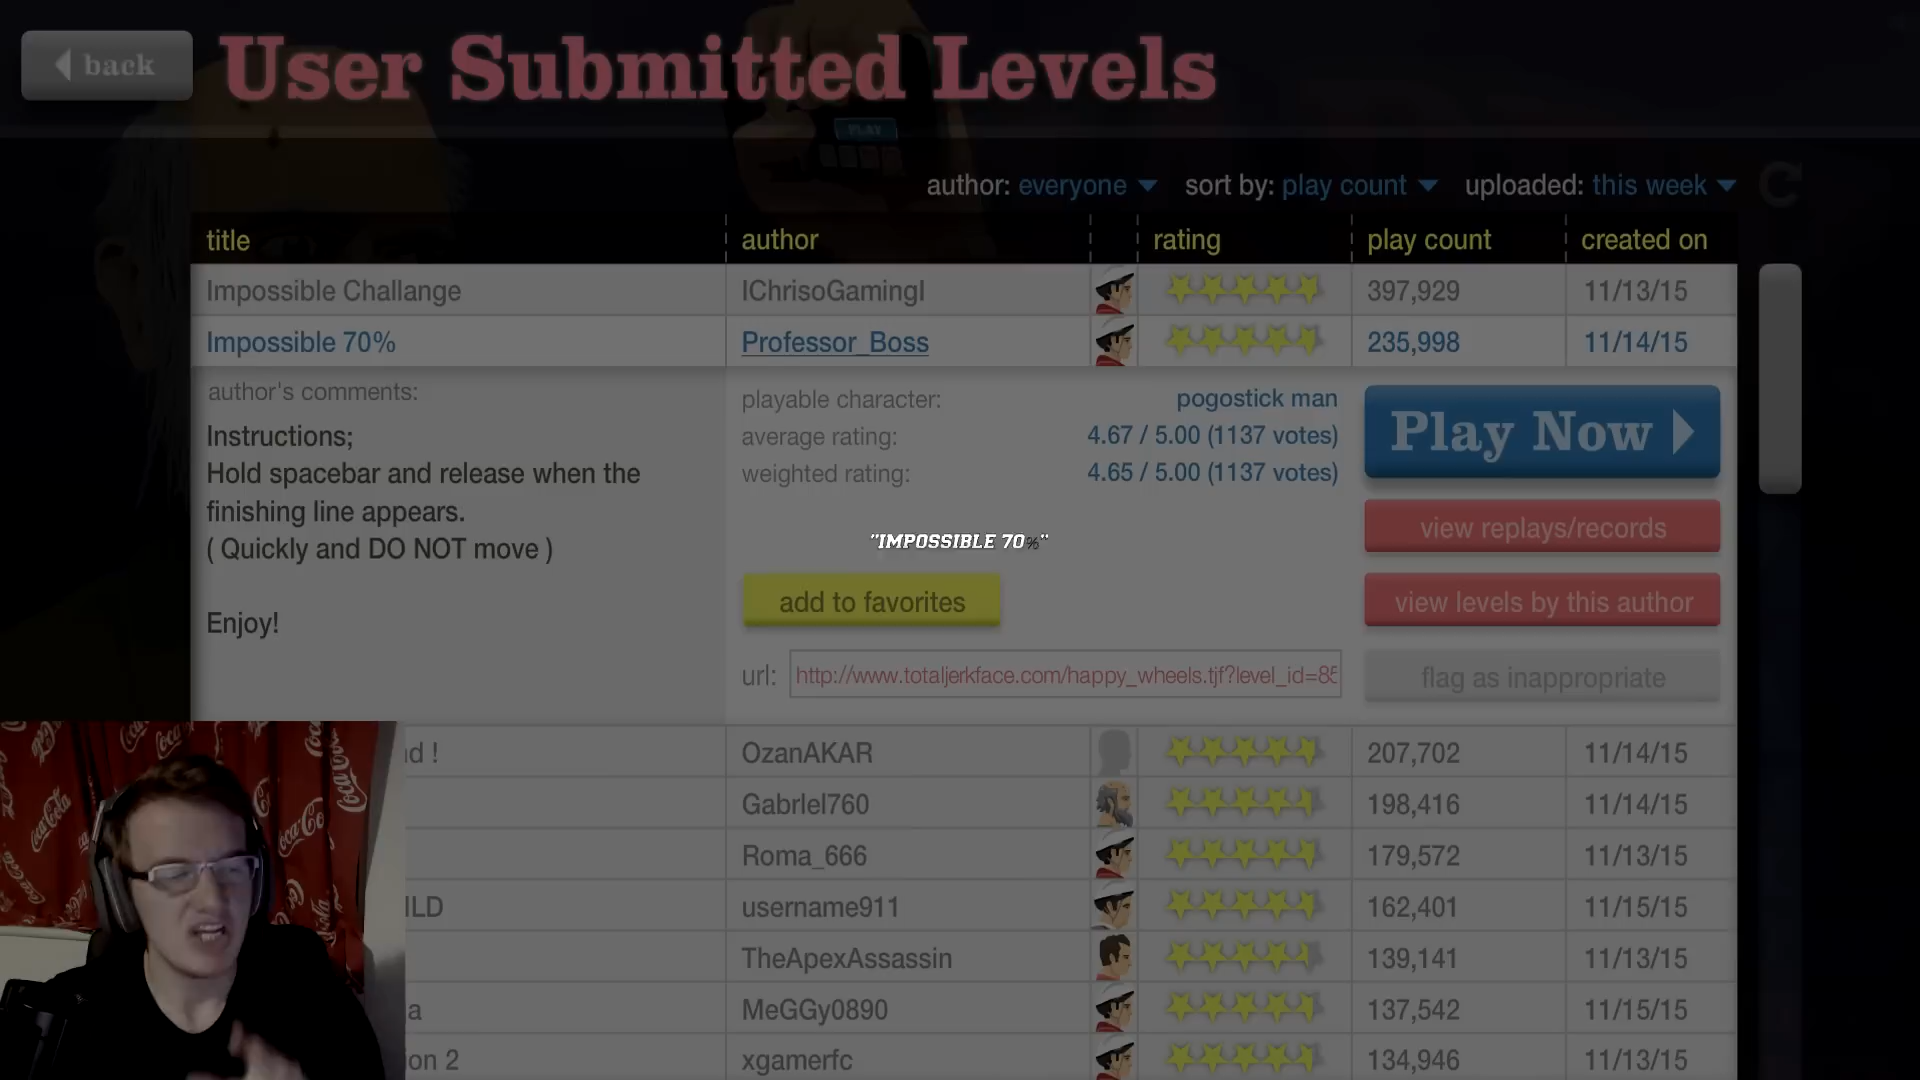 back
User Submitted Levels
PLAY
author: everyone sort by: play count uploaded: this week
title author rating play count created on
Impossible Challange IChrisoGamingI 397,929 11/13/15
Impossible 70% Professor_Boss 235,998 11/14/15
author's comments:
Instructions;
Hold spacebar and release when the
finishing line appears.
( Quickly and DO NOT move )
Enjoy!
playable character: pogostick man
average rating: 4.67 / 5.00 (1137 votes)
weighted rating: 4.65 / 5.00 (1137 votes)
"IMPOSSIBLE 70%"
add to favorites
url: http://www.totaljerkface.com/happy_wheels.tjf?level_id=85
Play Now
view replays/records
view levels by this author
flag as inappropriate
d ! OzanAKAR 207,702 11/14/15
Gabrlel760 198,416 11/14/15
Roma_666 179,572 11/13/15
ILD username911 162,401 11/15/15
TheApexAssassin 139,141 11/13/15
a MeGGy0890 137,542 11/15/15
on 2 xgamerfc 134,946 11/13/15
Coca-Cola